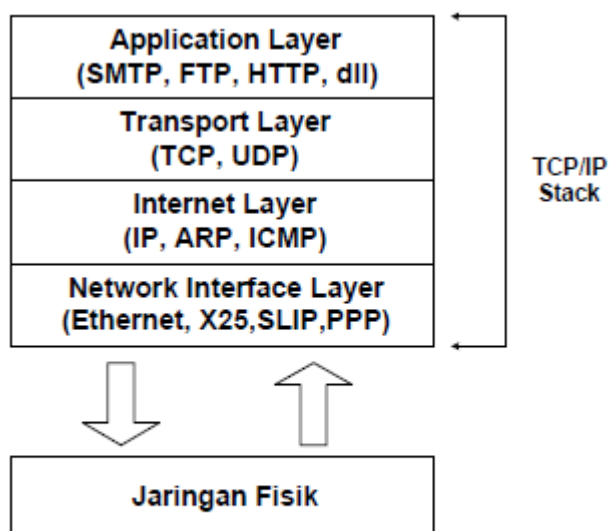 Application Layer
(SMTP, FTP, HTTP, dll)
Transport Layer
(TCP, UDP)
Internet Layer
(IP, ARP, ICMP)
Network Interface Layer
(Ethernet, X25,SLIP,PPP)
TCP/IP
Stack
Jaringan Fisik